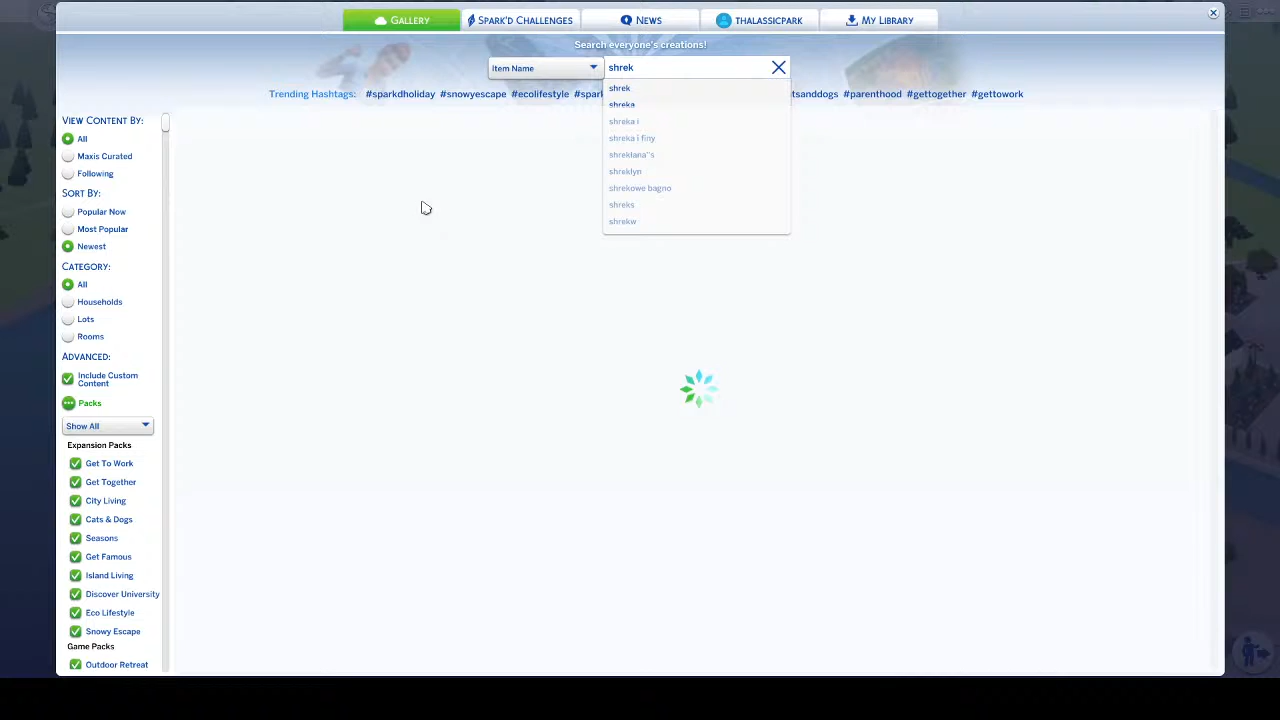 GALLERY
SPARK'D CHALLENGES
NEWS
THALASSICPARK
MY LIBRARY
Search everyone's creations!
Item Name
shrek
Trending Hashtags: #sparkdholiday #snowyescape #ecolifestyle #spark tsanddogs #parenthood #gettogether #gettowork
shrek
shreka
shreka i
shreka i finy
shreklana"s
shreklyn
shrekowe bagno
shreks
shrekw
VIEW CONTENT BY:
All
Maxis Curated
Following
SORT BY:
Popular Now
Most Popular
Newest
CATEGORY:
All
Households
Lots
Rooms
ADVANCED:
Include Custom
Content
Packs
Show All
Expansion Packs
Get To Work
Get Together
City Living
Cats & Dogs
Seasons
Get Famous
Island Living
Discover University
Eco Lifestyle
Snowy Escape
Game Packs
Outdoor Retreat